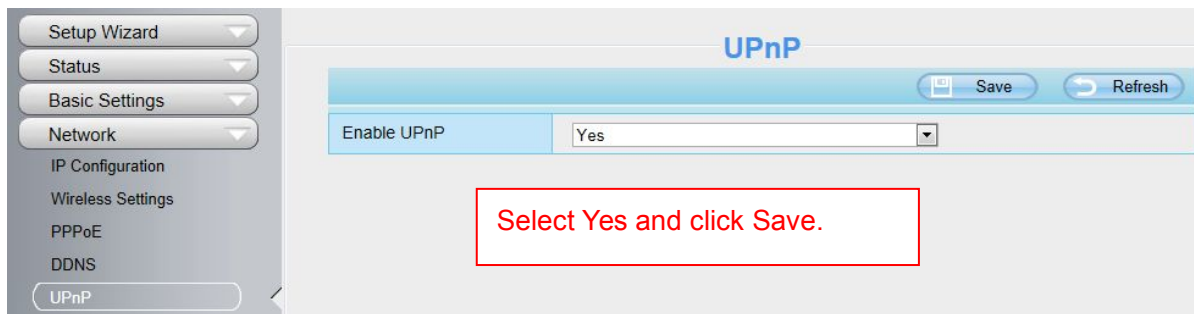 Setup Wizard
Status
Basic Settings
Network
IP Configuration
Wireless Settings
PPPoE
DDNS
UPnP
UPnP
Save
Refresh
Enable UPnP
Yes
Select Yes and click Save.